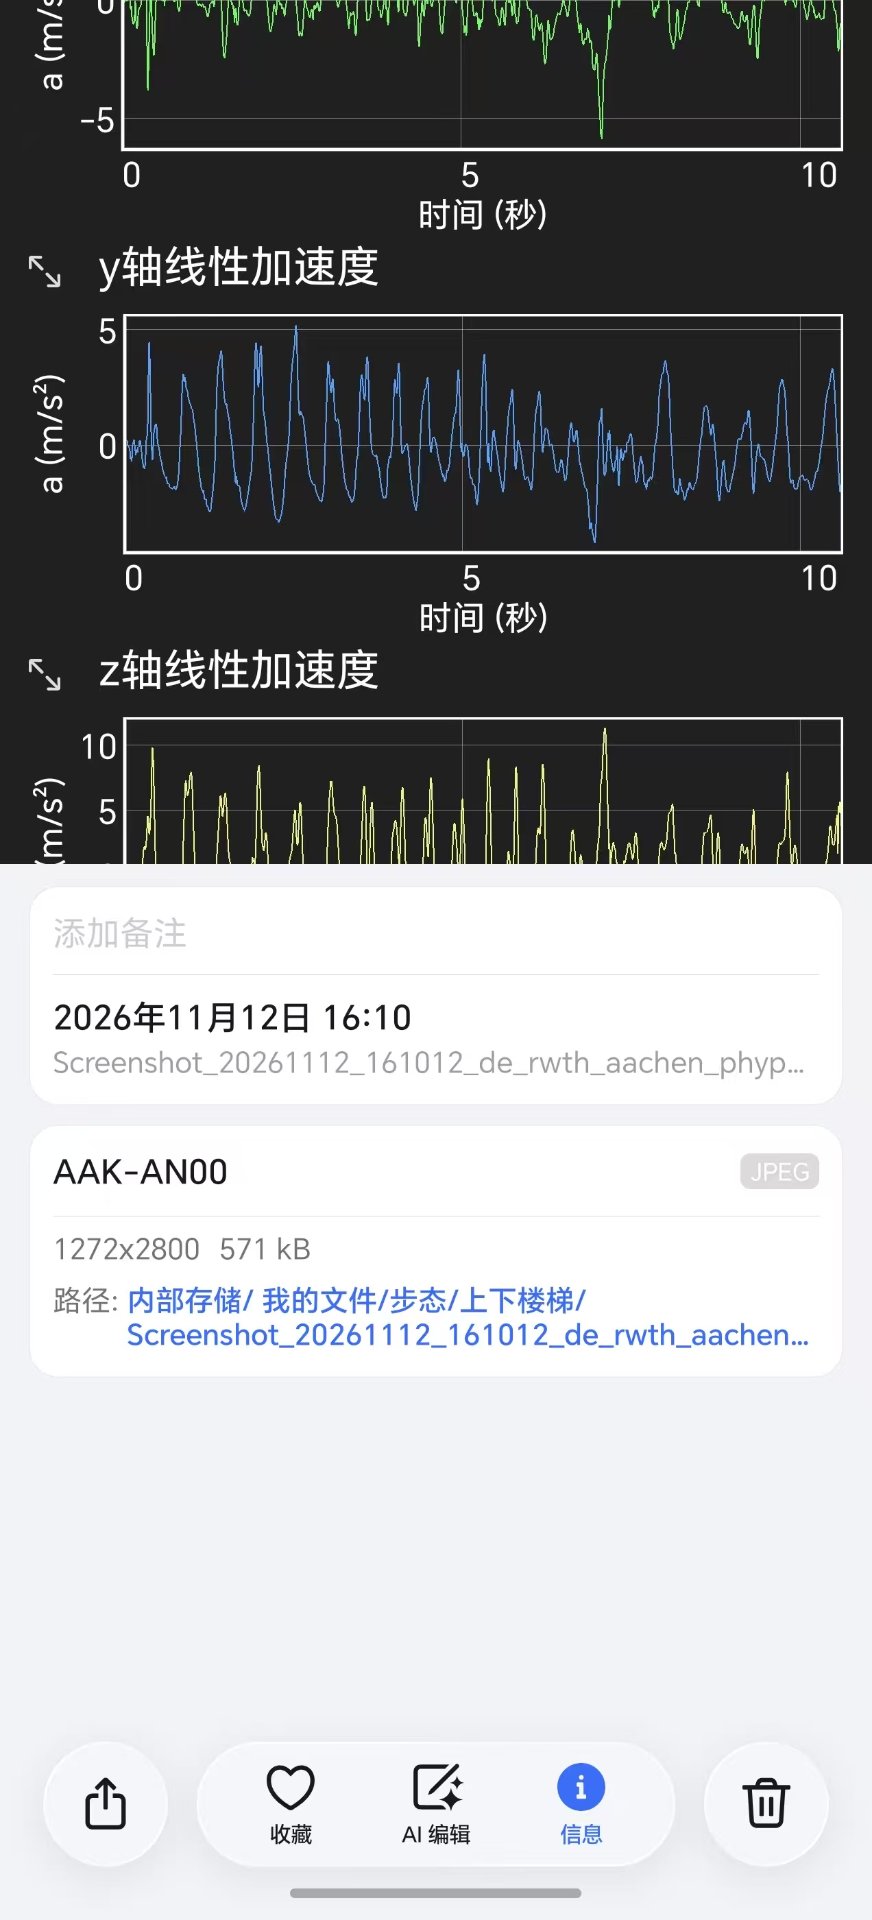 0
a (m/s
-5
0 5 10
时间 (秒)
y轴线性加速度
5
0
a (m/s²)
0 5 10
时间 (秒)
z轴线性加速度
10
5
(m/s²)
添加备注
2026年11月12日 16:10
Screenshot_20261112_161012_de_rwth_aachen_phyp...
AAK-AN00
JPEG
1272x2800 571 kB
路径: 内部存储/ 我的文件/步态/上下楼梯/
Screenshot_20261112_161012_de_rwth_aachen...
收藏
AI 编辑
信息